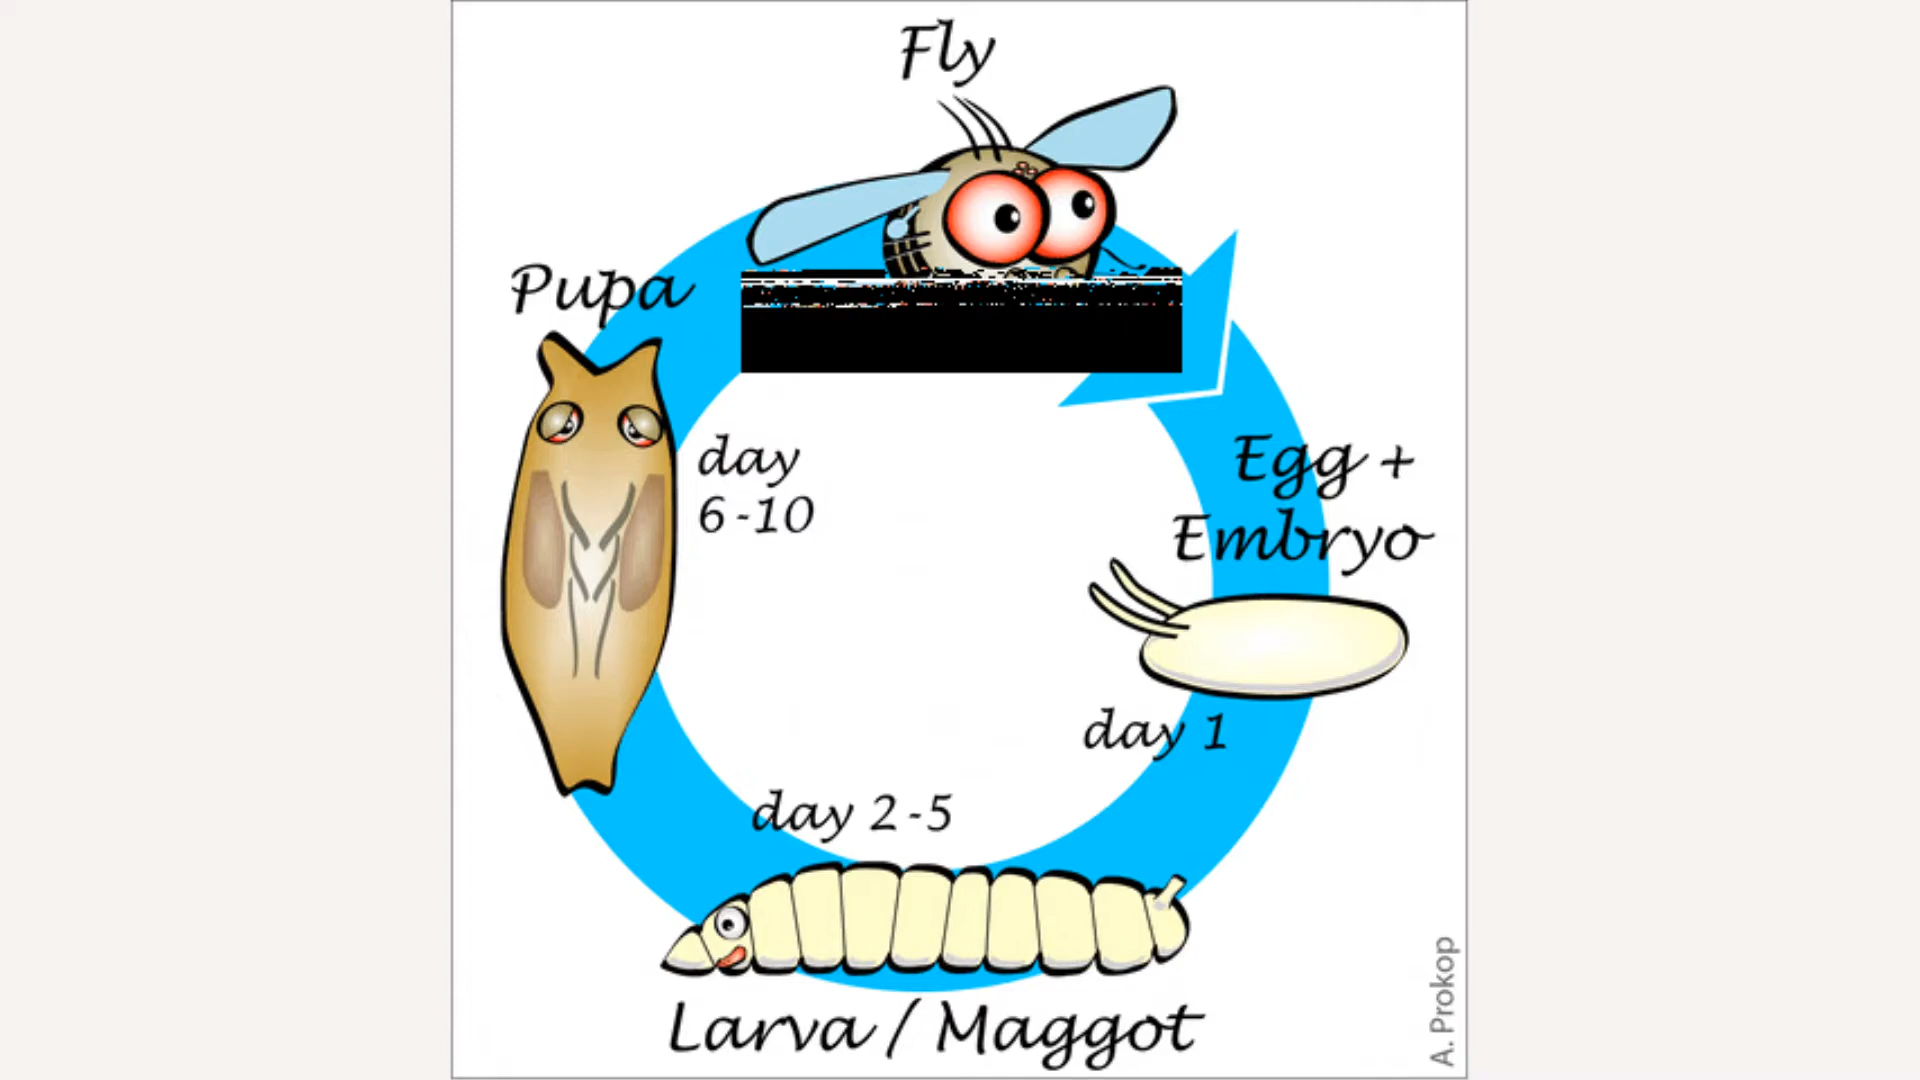 Fly
Pupa
day
6-10
Egg +
Embryo
day 1
day 2-5
Larva / Maggot
A. Prokop